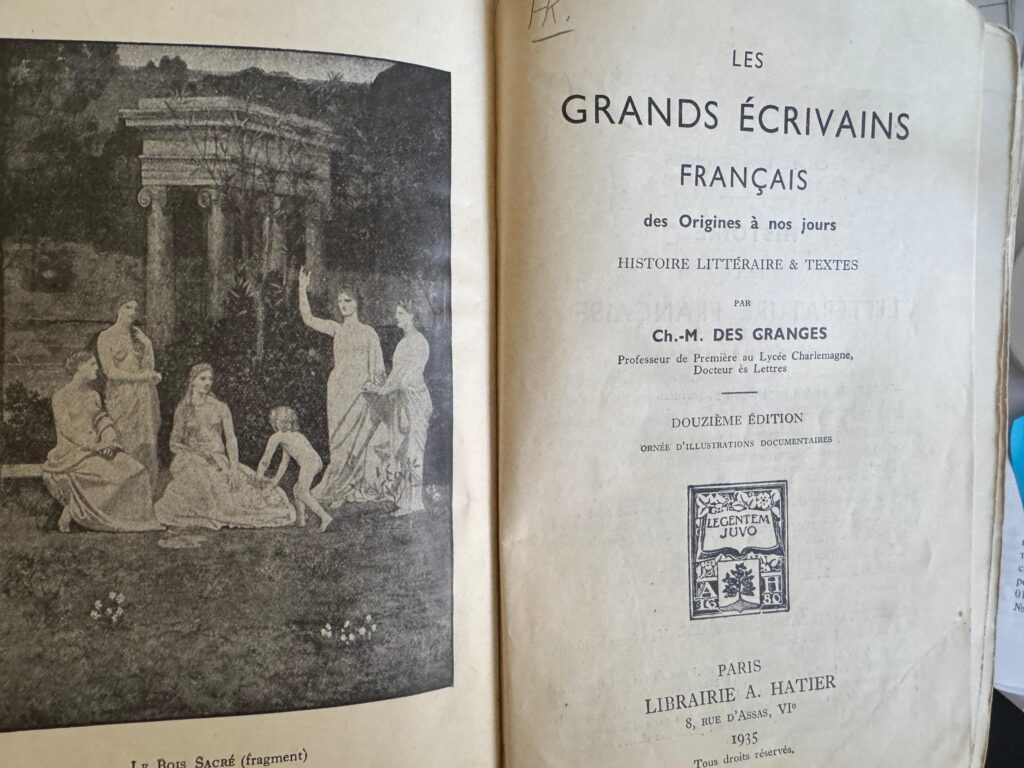 LE BOIS SACRÉ (fragment)
LES
GRANDS ÉCRIVAINS
FRANÇAIS
des Origines à nos jours
HISTOIRE LITTÉRAIRE & TEXTES
PAR
Ch.-M. DES GRANGES
Professeur de Première au Lycée Charlemagne,
Docteur ès Lettres
DOUZIÈME ÉDITION
ORNÉE D'ILLUSTRATIONS DOCUMENTAIRES
LEGENTEM
JUVO
A H
16 80
PARIS
LIBRAIRIE A. HATIER
8, RUE D'ASSAS, VIᵉ
1935
Tous droits réservés.